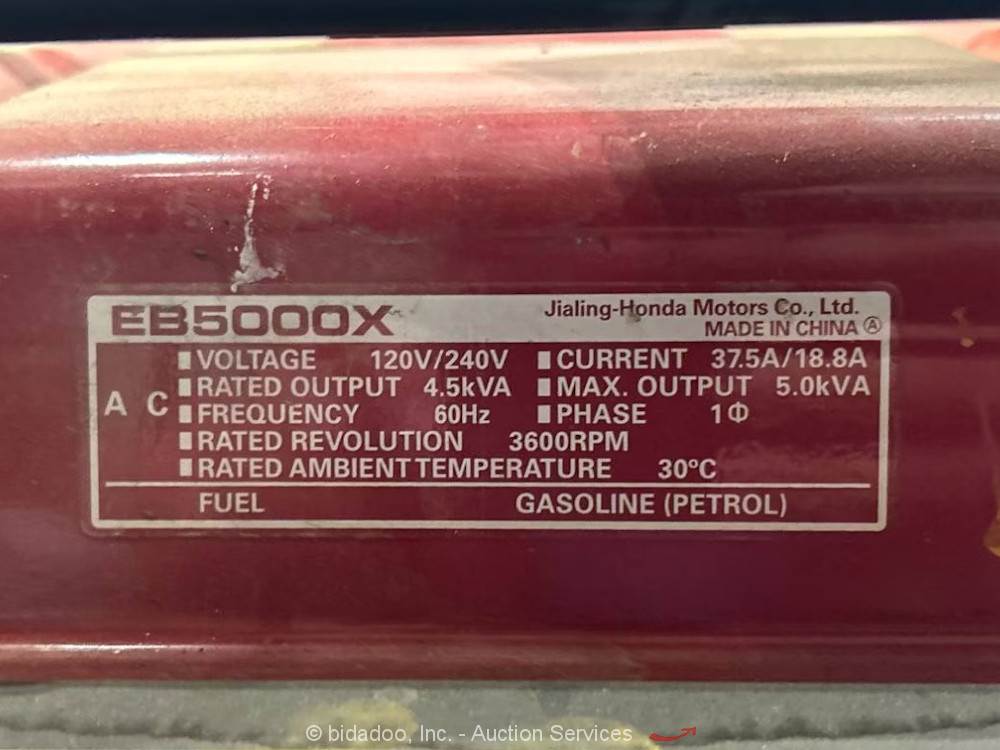 EB5000X Jialing-Honda Motors Co., Ltd.
MADE IN CHINA Ⓐ
AC
■ VOLTAGE 120V/240V ■ CURRENT 37.5A/18.8A
■ RATED OUTPUT 4.5kVA ■ MAX. OUTPUT 5.0kVA
■ FREQUENCY 60Hz ■ PHASE 1Φ
■ RATED REVOLUTION 3600RPM
■ RATED AMBIENT TEMPERATURE 30°C
FUEL GASOLINE (PETROL)
© bidadoo, Inc. - Auction Services